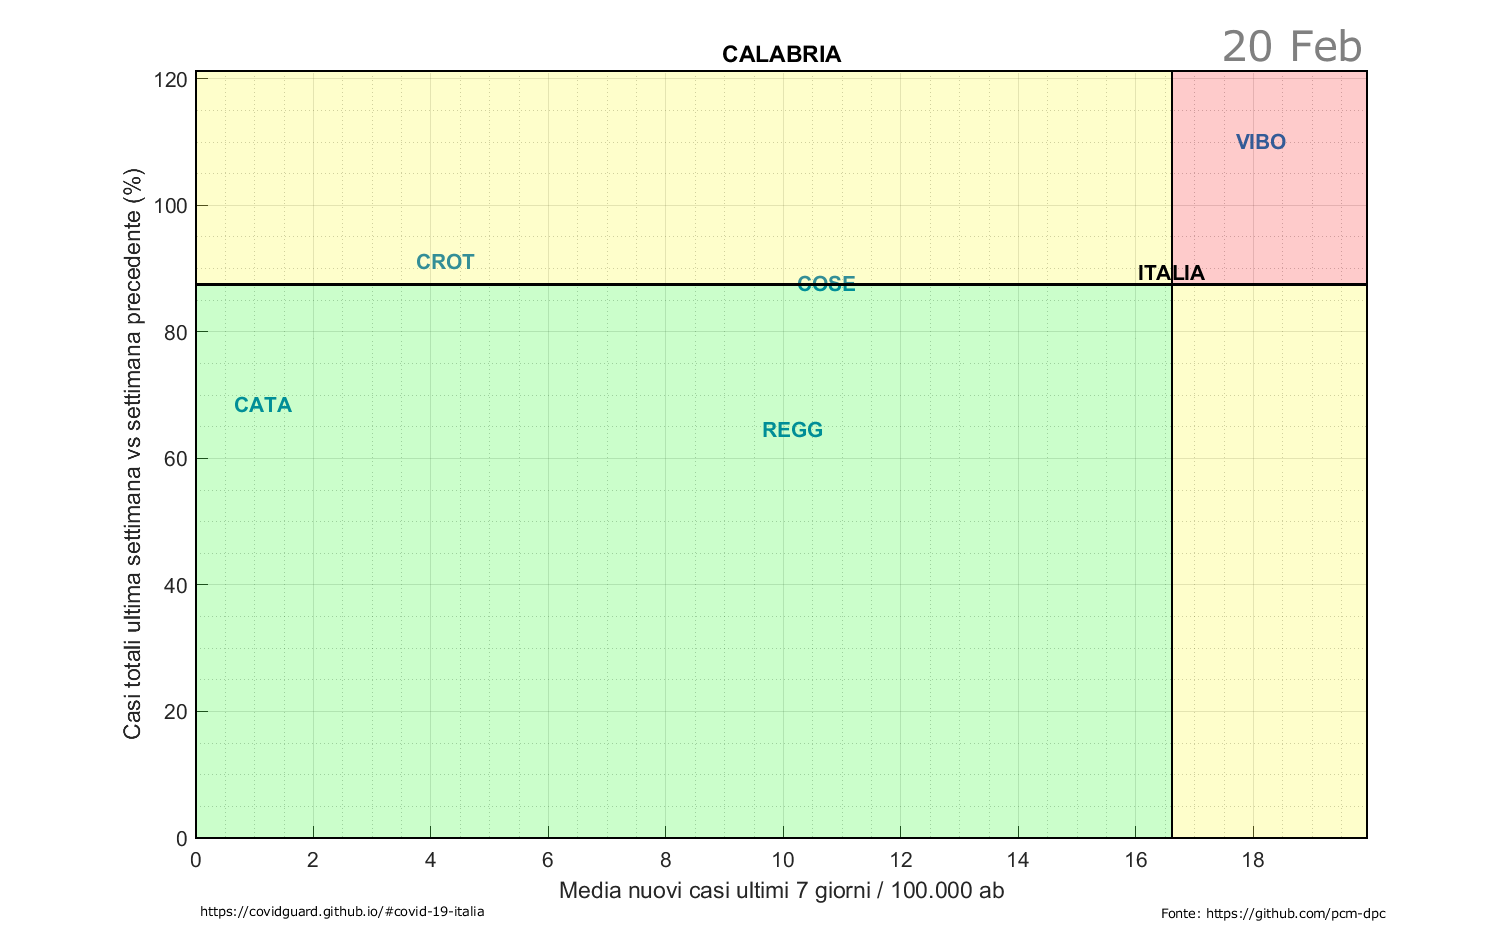 20 Feb
CALABRIA
Casi totali ultima settimana vs settimana precedente (%)
120
100
80
60
40
20
0
VIBO
CROT
ITALIA
COSE
CATA
REGG
0 2 4 6 8 10 12 14 16 18
Media nuovi casi ultimi 7 giorni / 100.000 ab
https://covidguard.github.io/#covid-19-italia
Fonte: https://github.com/pcm-dpc